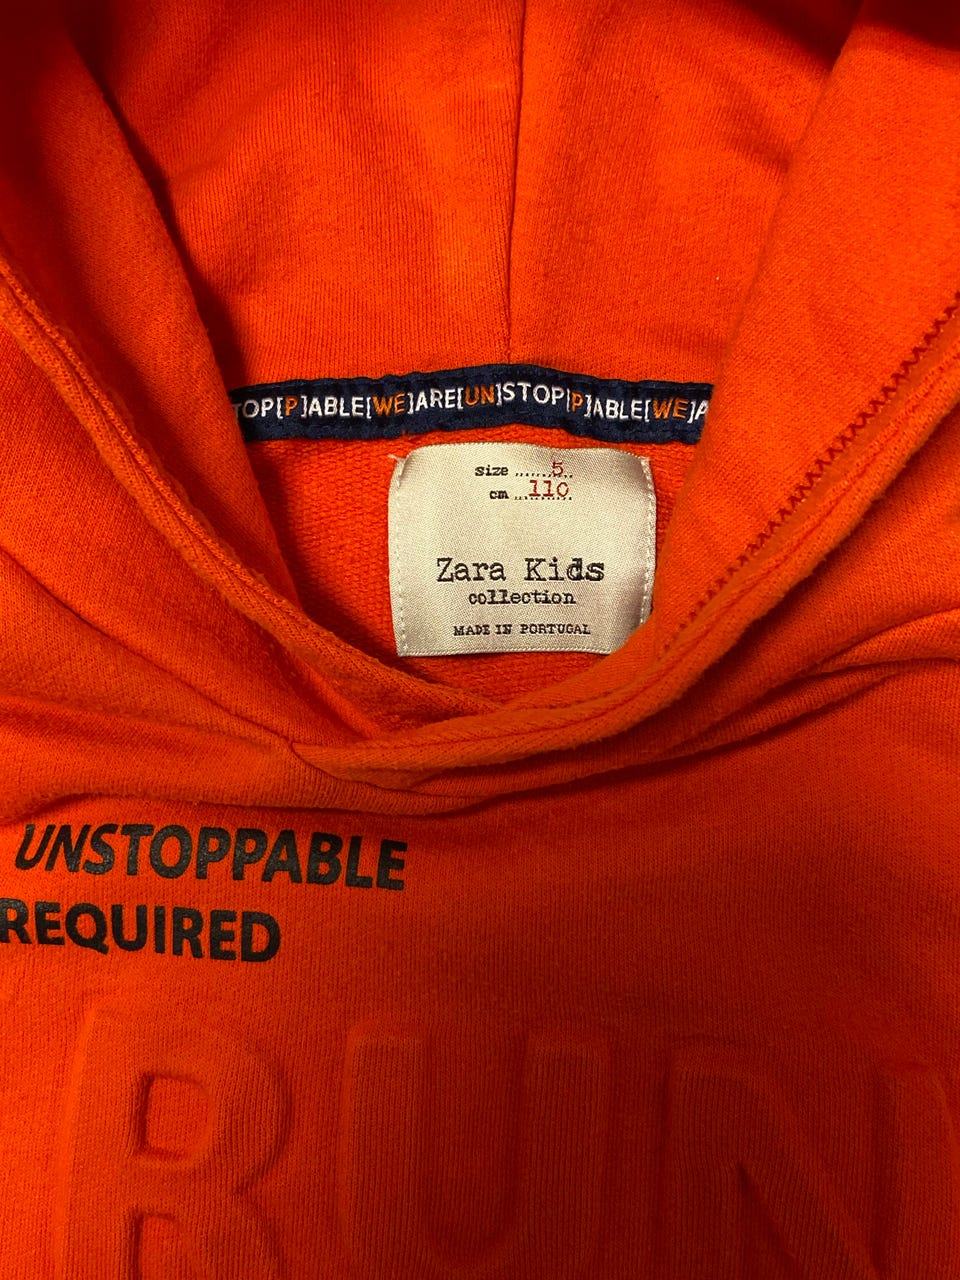 TOP[P]ABLE[WE]ARE[UN]STOP[P]ABLE[WE]A
size 5
cm 110
Zara Kids
collection
MADE IN PORTUGAL
UNSTOPPABLE
REQUIRED
RUN